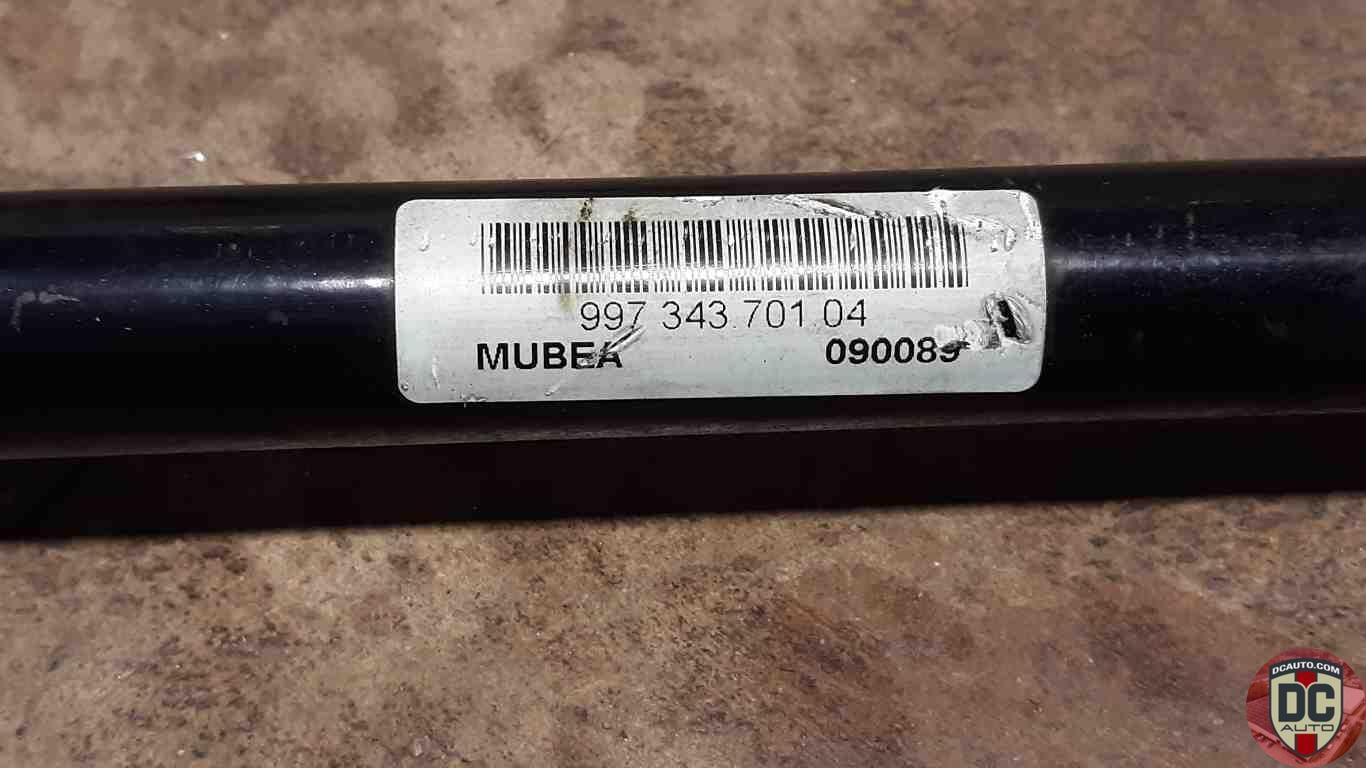 997 343 701 04
MUBEA 090089
DCAUTO.COM
DC
AUTO